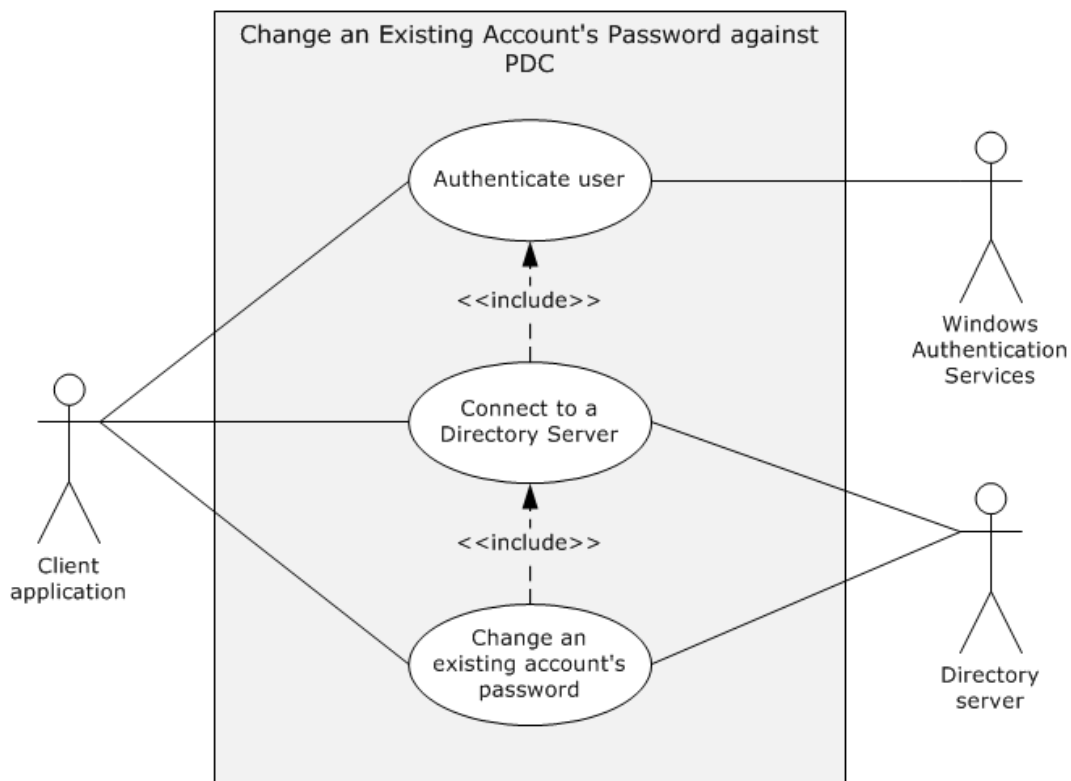 Change an Existing Account's Password against
PDC
Authenticate user
<<include>>
Windows
Authentication
Services
Connect to a
Directory Server
<<include>>
Client
application
Change an
existing account's
password
Directory
server